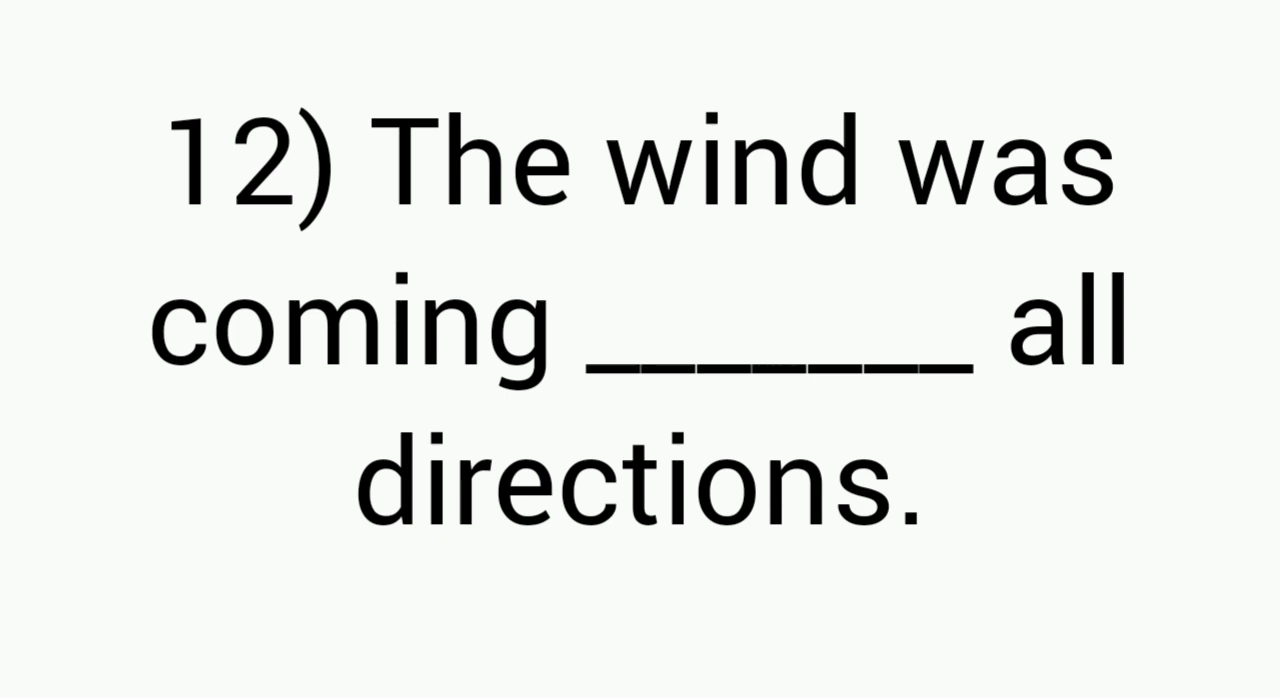 12) The wind was
coming _______ all
directions.